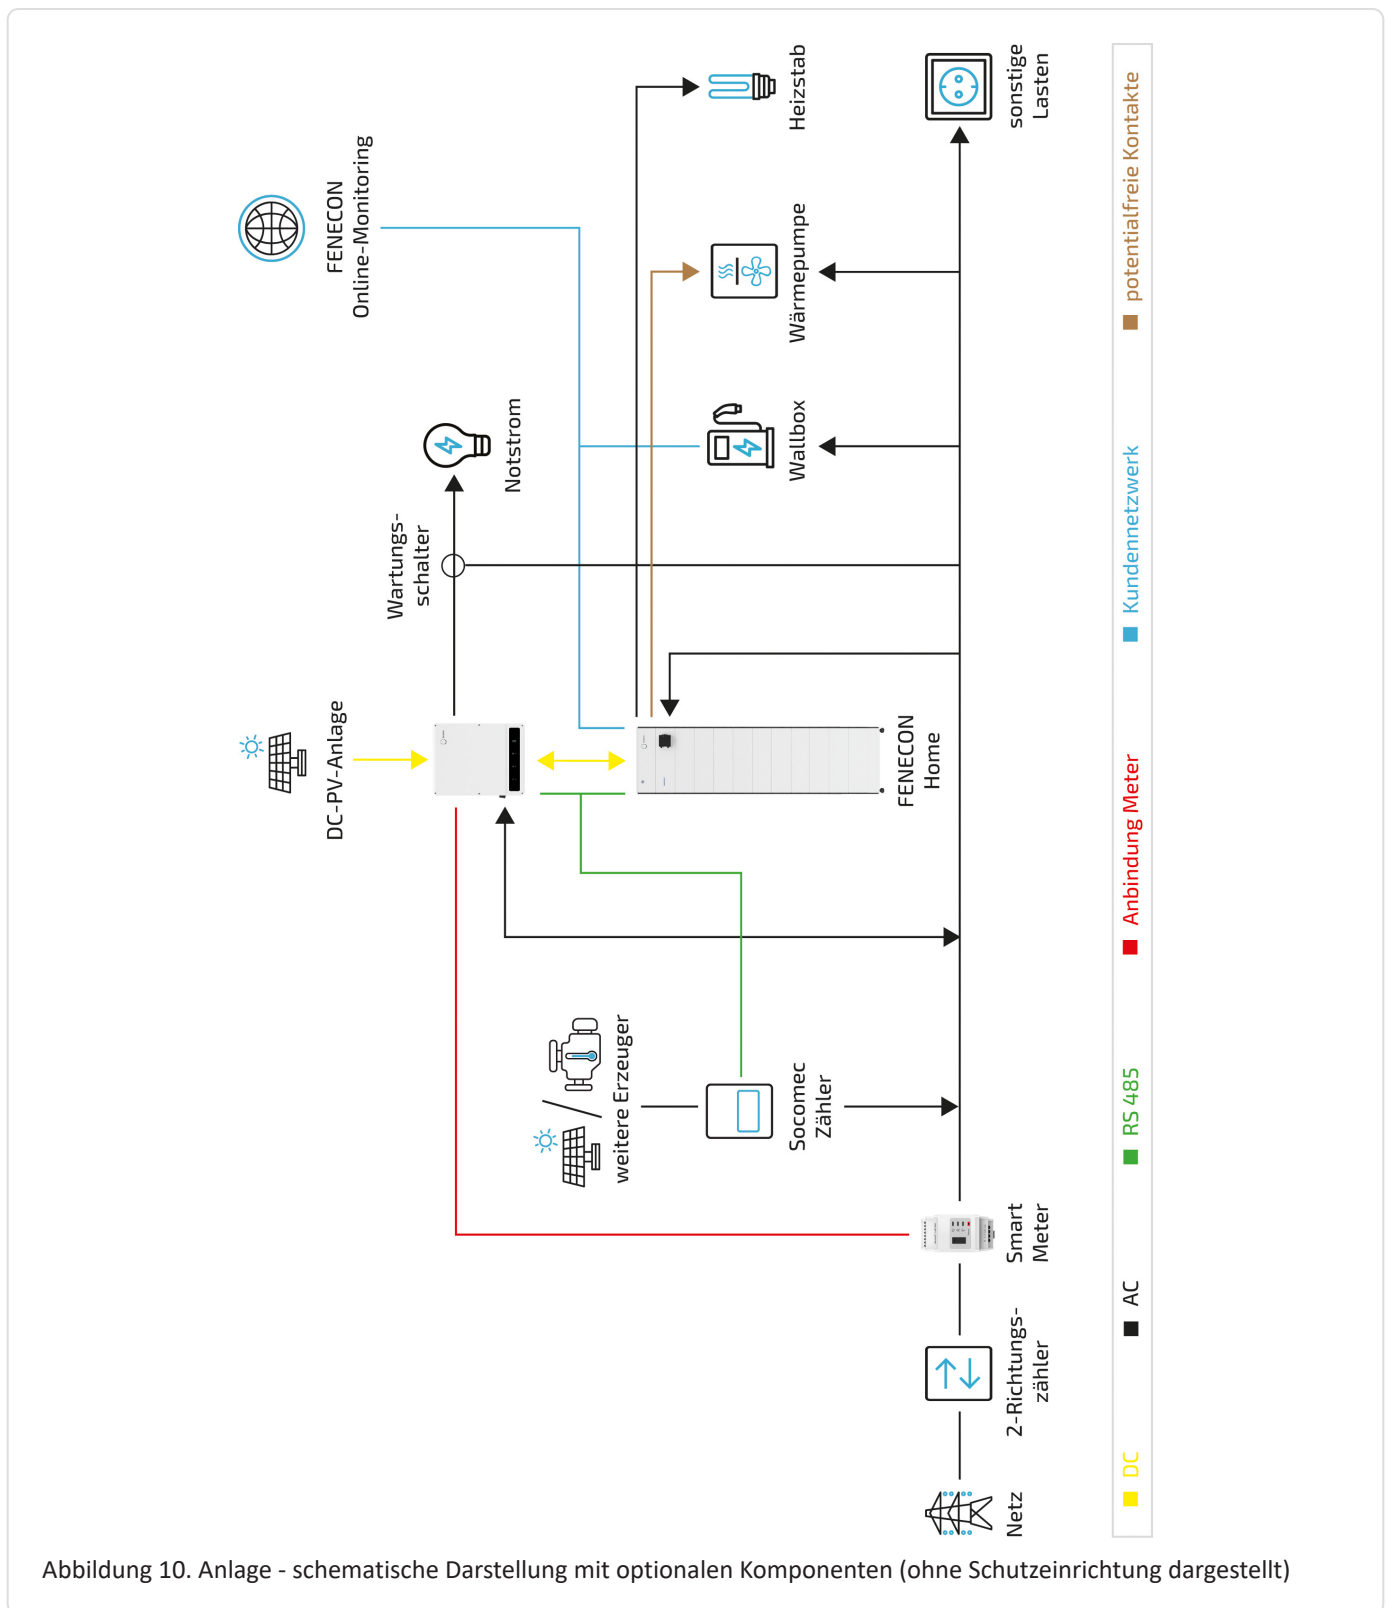 FENECON
Online-Monitoring
Heizstab
sonstige
Lasten
Wärmepumpe
Notstrom
Wallbox
Wartungs-
schalter
DC-PV-Anlage
FENECON
Home
weitere Erzeuger
Socomec
Zähler
Smart
Meter
2-Richtungs-
zähler
Netz
DC
AC
RS 485
Anbindung Meter
Kundennetzwerk
potentialfreie Kontakte
Abbildung 10. Anlage - schematische Darstellung mit optionalen Komponenten (ohne Schutzeinrichtung dargestellt)